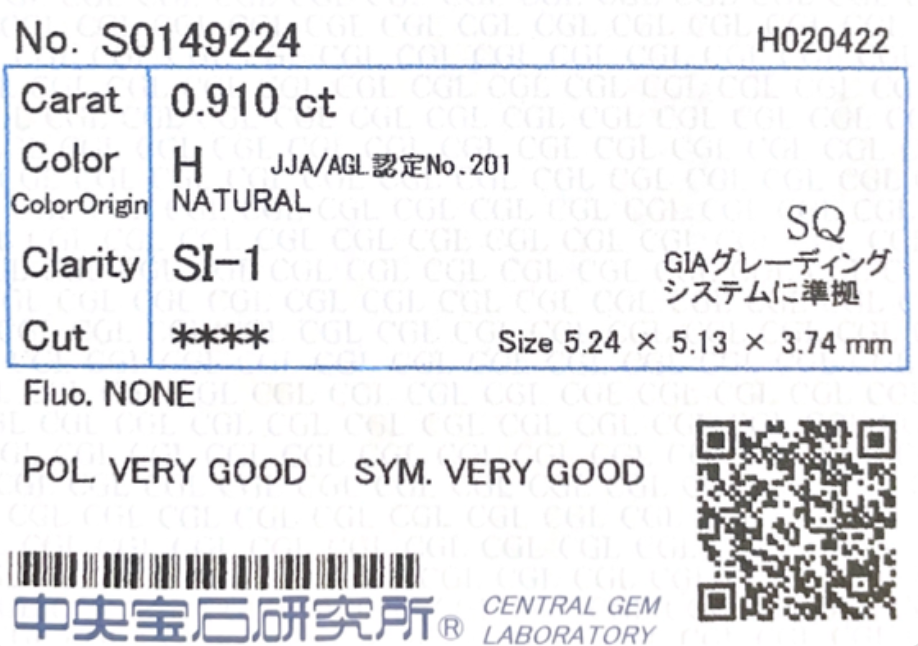 No. S0149224 H020422
Carat 0.910 ct
Color H JJA/AGL認定No.201
ColorOrigin NATURAL
SQ
Clarity SI-1 GIAグレーディング
システムに準拠
Cut **** Size 5.24 × 5.13 × 3.74 mm
Fluo. NONE
POL. VERY GOOD SYM. VERY GOOD
中央宝石研究所® CENTRAL GEM
LABORATORY